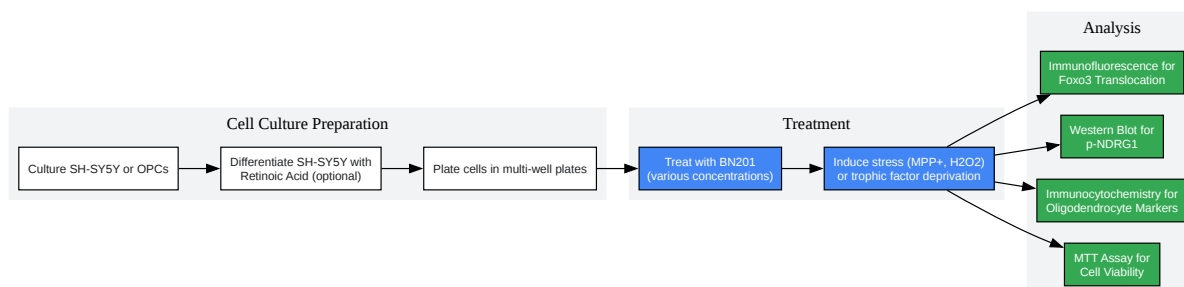 Cell Culture Preparation
Culture SH-SY5Y or OPCs
Differentiate SH-SY5Y with
Retinoic Acid (optional)
Plate cells in multi-well plates
Treatment
Treat with BN201
(various concentrations)
Induce stress (MPP+, H2O2)
or trophic factor deprivation
Analysis
Immunofluorescence for
Foxo3 Translocation
Western Blot for
p-NDRG1
Immunocytochemistry for
Oligodendrocyte Markers
MTT Assay for
Cell Viability